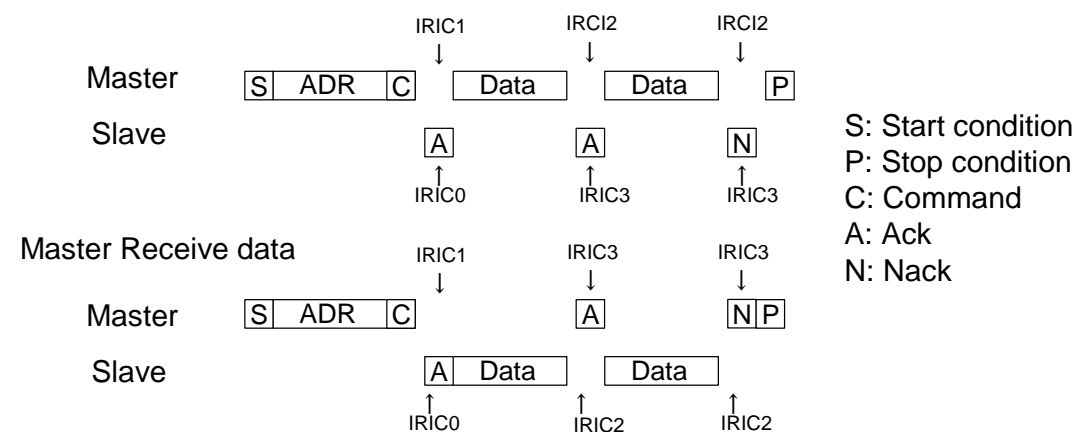 IRIC1 IRCI2 IRCI2
↓ ↓ ↓
Master S ADR C Data Data P
Slave A A N
↑ ↑ ↑
IRIC0 IRIC3 IRIC3
S: Start condition
P: Stop condition
C: Command
A: Ack
N: Nack
Master Receive data
IRIC1 IRIC3 IRIC3
↓ ↓ ↓
Master S ADR C A N P
Slave A Data Data
↑ ↑ ↑
IRIC0 IRIC2 IRIC2